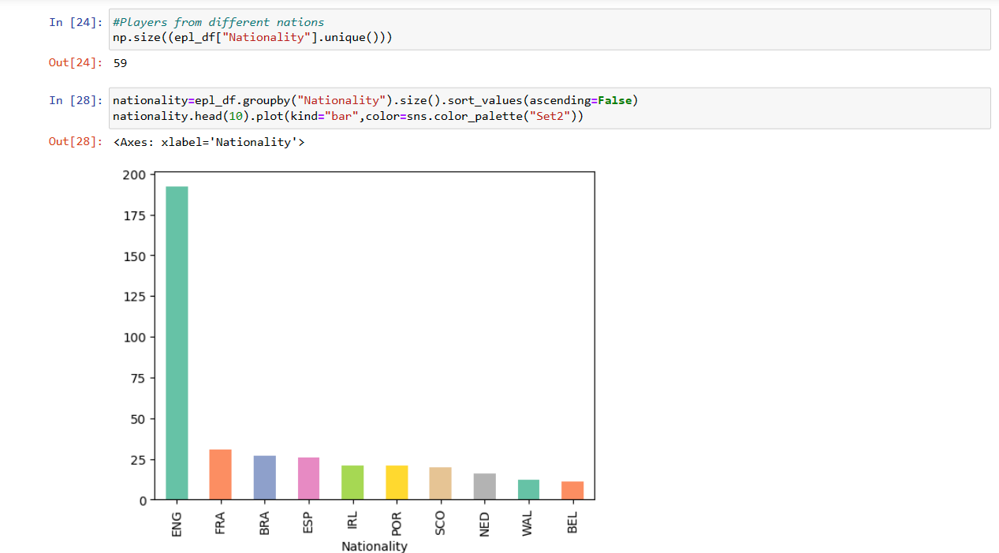 In [24]: #Players from different nations
np.size((epl_df["Nationality"].unique()))
Out[24]: 59
In [28]: nationality=epl_df.groupby("Nationality").size().sort_values(ascending=False)
nationality.head(10).plot(kind="bar",color=sns.color_palette("Set2"))
Out[28]: <Axes: xlabel='Nationality'>
200
175
150
125
100
75
50
25
0
ENG FRA BRA ESP IRL POR SCO NED WAL BEL
Nationality